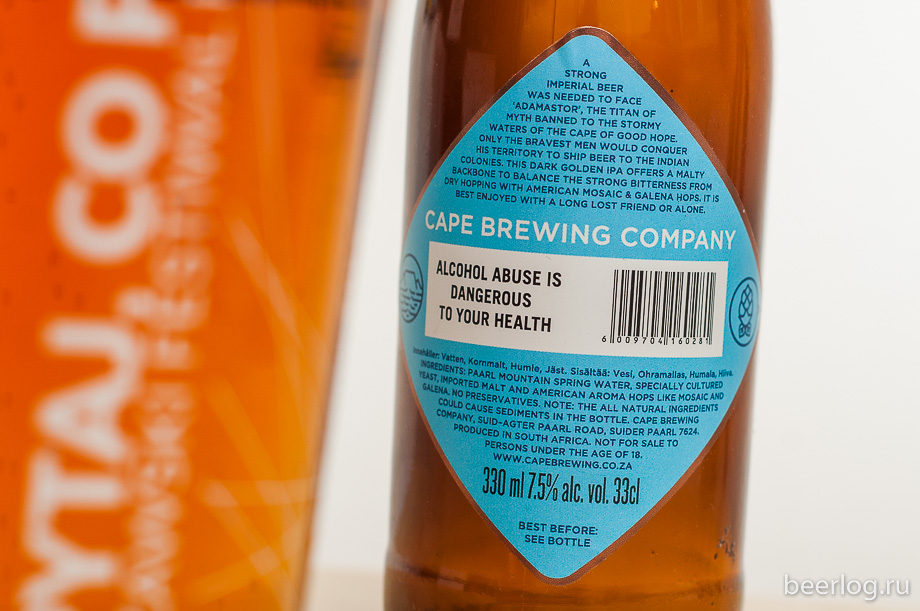 A
STRONG
IMPERIAL BEER
WAS NEEDED TO FACE
'ADAMASTOR', THE TITAN OF
MYTH BANNED TO THE STORMY
WATERS OF THE CAPE OF GOOD HOPE.
ONLY THE BRAVEST MEN WOULD CONQUER
HIS TERRITORY TO SHIP BEER TO THE INDIAN
COLONIES. THIS DARK GOLDEN IPA OFFERS A MALTY
BACKBONE TO BALANCE THE STRONG BITTERNESS FROM
DRY HOPPING WITH AMERICAN MOSAIC & GALENA HOPS. IT IS
BEST ENJOYED WITH A LONG LOST FRIEND OR ALONE.
CAPE BREWING COMPANY
ALCOHOL ABUSE IS
DANGEROUS
TO YOUR HEALTH
6 009704 160281
Innehåller: Vatten, Kornmalt, Humle, Jäst. Sisältää: Vesi, Ohramallas, Humala, Hiiva.
INGREDIENTS: PAARL MOUNTAIN SPRING WATER, SPECIALLY CULTURED
YEAST, IMPORTED MALT AND AMERICAN AROMA HOPS LIKE MOSAIC AND
GALENA. NO PRESERVATIVES. NOTE: THE ALL NATURAL INGREDIENTS
COULD CAUSE SEDIMENTS IN THE BOTTLE. CAPE BREWING
COMPANY, SUID-AGTER PAARL ROAD, SUIDER PAARL 7624.
PRODUCED IN SOUTH AFRICA. NOT FOR SALE TO
PERSONS UNDER THE AGE OF 18.
WWW.CAPEBREWING.CO.ZA
330 ml 7.5% alc. vol. 33cl
BEST BEFORE:
SEE BOTTLE
YTAJ, CO P
FESTIWAL
beerlog.ru